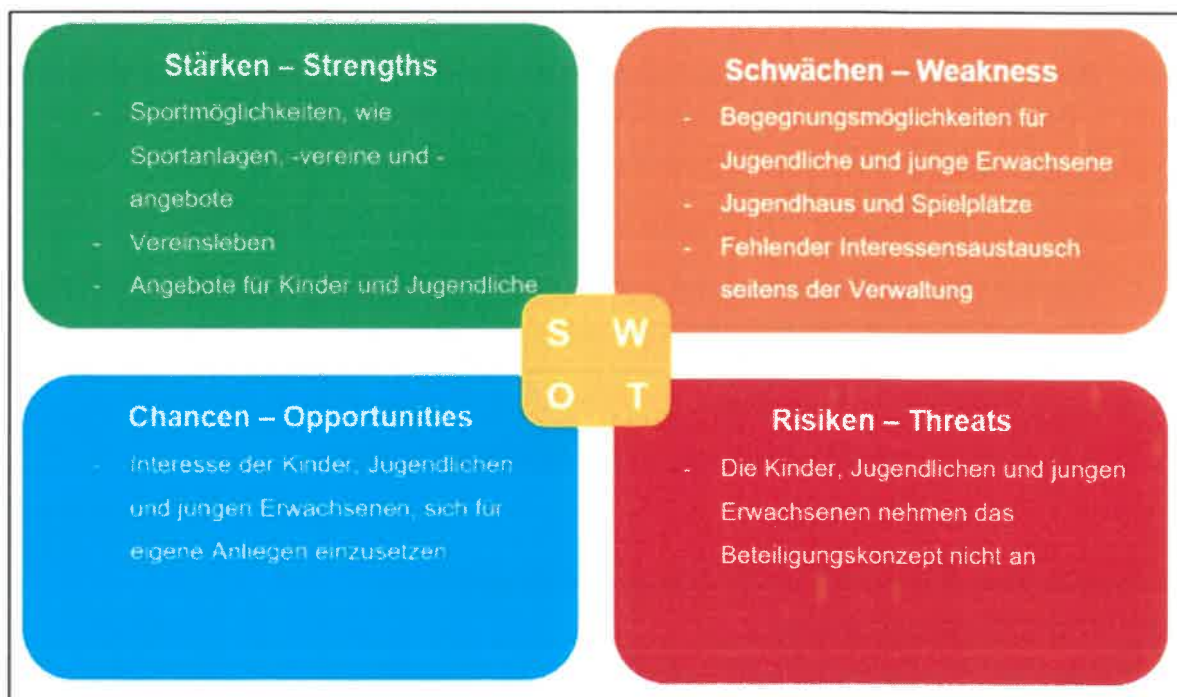 Stärken – Strengths
- Sportmöglichkeiten, wie
Sportanlagen, -vereine und -
angebote
- Vereinsleben
- Angebote für Kinder und Jugendliche
Schwächen – Weakness
- Begegnungsmöglichkeiten für
Jugendliche und junge Erwachsene
- Jugendhaus und Spielplätze
- Fehlender Interessensaustausch
seitens der Verwaltung
S W
O T
Chancen – Opportunities
- Interesse der Kinder, Jugendlichen
und jungen Erwachsenen, sich für
eigene Anliegen einzusetzen
Risiken – Threats
- Die Kinder, Jugendlichen und jungen
Erwachsenen nehmen das
Beteiligungskonzept nicht an